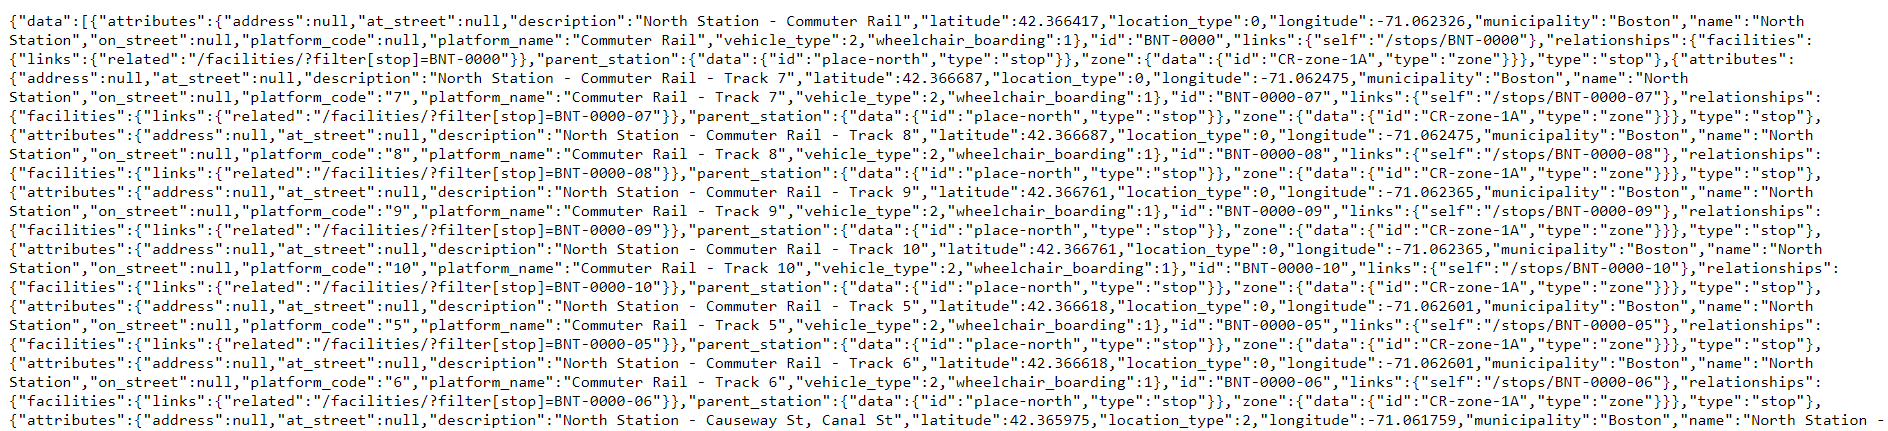 {"data":[{"attributes":{"address":null,"at_street":null,"description":"North Station - Commuter Rail","latitude":42.366417,"location_type":0,"longitude":-71.062326,"municipality":"Boston","name":"North
Station","on_street":null,"platform_code":null,"platform_name":"Commuter Rail","vehicle_type":2,"wheelchair_boarding":1},"id":"BNT-0000","links":{"self":"/stops/BNT-0000"},"relationships":{"facilities":
{"links":{"related":"/facilities/?filter[stop]=BNT-0000"}},"parent_station":{"data":{"id":"place-north","type":"stop"}},"zone":{"data":{"id":"CR-zone-1A","type":"zone"}}},"type":"stop"},{"attributes":
{"address":null,"at_street":null,"description":"North Station - Commuter Rail - Track 7","latitude":42.366687,"location_type":0,"longitude":-71.062475,"municipality":"Boston","name":"North
Station","on_street":null,"platform_code":"7","platform_name":"Commuter Rail - Track 7","vehicle_type":2,"wheelchair_boarding":1},"id":"BNT-0000-07","links":{"self":"/stops/BNT-0000-07"},"relationships":
{"facilities":{"links":{"related":"/facilities/?filter[stop]=BNT-0000-07"}},"parent_station":{"data":{"id":"place-north","type":"stop"}},"zone":{"data":{"id":"CR-zone-1A","type":"zone"}}},"type":"stop"},
{"attributes":{"address":null,"at_street":null,"description":"North Station - Commuter Rail - Track 8","latitude":42.366687,"location_type":0,"longitude":-71.062475,"municipality":"Boston","name":"North
Station","on_street":null,"platform_code":"8","platform_name":"Commuter Rail - Track 8","vehicle_type":2,"wheelchair_boarding":1},"id":"BNT-0000-08","links":{"self":"/stops/BNT-0000-08"},"relationships":
{"facilities":{"links":{"related":"/facilities/?filter[stop]=BNT-0000-08"}},"parent_station":{"data":{"id":"place-north","type":"stop"}},"zone":{"data":{"id":"CR-zone-1A","type":"zone"}}},"type":"stop"},
{"attributes":{"address":null,"at_street":null,"description":"North Station - Commuter Rail - Track 9","latitude":42.366761,"location_type":0,"longitude":-71.062365,"municipality":"Boston","name":"North
Station","on_street":null,"platform_code":"9","platform_name":"Commuter Rail - Track 9","vehicle_type":2,"wheelchair_boarding":1},"id":"BNT-0000-09","links":{"self":"/stops/BNT-0000-09"},"relationships":
{"facilities":{"links":{"related":"/facilities/?filter[stop]=BNT-0000-09"}},"parent_station":{"data":{"id":"place-north","type":"stop"}},"zone":{"data":{"id":"CR-zone-1A","type":"zone"}}},"type":"stop"},
{"attributes":{"address":null,"at_street":null,"description":"North Station - Commuter Rail - Track 10","latitude":42.366761,"location_type":0,"longitude":-71.062365,"municipality":"Boston","name":"North
Station","on_street":null,"platform_code":"10","platform_name":"Commuter Rail - Track 10","vehicle_type":2,"wheelchair_boarding":1},"id":"BNT-0000-10","links":{"self":"/stops/BNT-0000-10"},"relationships":
{"facilities":{"links":{"related":"/facilities/?filter[stop]=BNT-0000-10"}},"parent_station":{"data":{"id":"place-north","type":"stop"}},"zone":{"data":{"id":"CR-zone-1A","type":"zone"}}},"type":"stop"},
{"attributes":{"address":null,"at_street":null,"description":"North Station - Commuter Rail - Track 5","latitude":42.366618,"location_type":0,"longitude":-71.062601,"municipality":"Boston","name":"North
Station","on_street":null,"platform_code":"5","platform_name":"Commuter Rail - Track 5","vehicle_type":2,"wheelchair_boarding":1},"id":"BNT-0000-05","links":{"self":"/stops/BNT-0000-05"},"relationships":
{"facilities":{"links":{"related":"/facilities/?filter[stop]=BNT-0000-05"}},"parent_station":{"data":{"id":"place-north","type":"stop"}},"zone":{"data":{"id":"CR-zone-1A","type":"zone"}}},"type":"stop"},
{"attributes":{"address":null,"at_street":null,"description":"North Station - Commuter Rail - Track 6","latitude":42.366618,"location_type":0,"longitude":-71.062601,"municipality":"Boston","name":"North
Station","on_street":null,"platform_code":"6","platform_name":"Commuter Rail - Track 6","vehicle_type":2,"wheelchair_boarding":1},"id":"BNT-0000-06","links":{"self":"/stops/BNT-0000-06"},"relationships":
{"facilities":{"links":{"related":"/facilities/?filter[stop]=BNT-0000-06"}},"parent_station":{"data":{"id":"place-north","type":"stop"}},"zone":{"data":{"id":"CR-zone-1A","type":"zone"}}},"type":"stop"},
{"attributes":{"address":null,"at_street":null,"description":"North Station - Causeway St, Canal St","latitude":42.365975,"location_type":2,"longitude":-71.061759,"municipality":"Boston","name":"North Station -